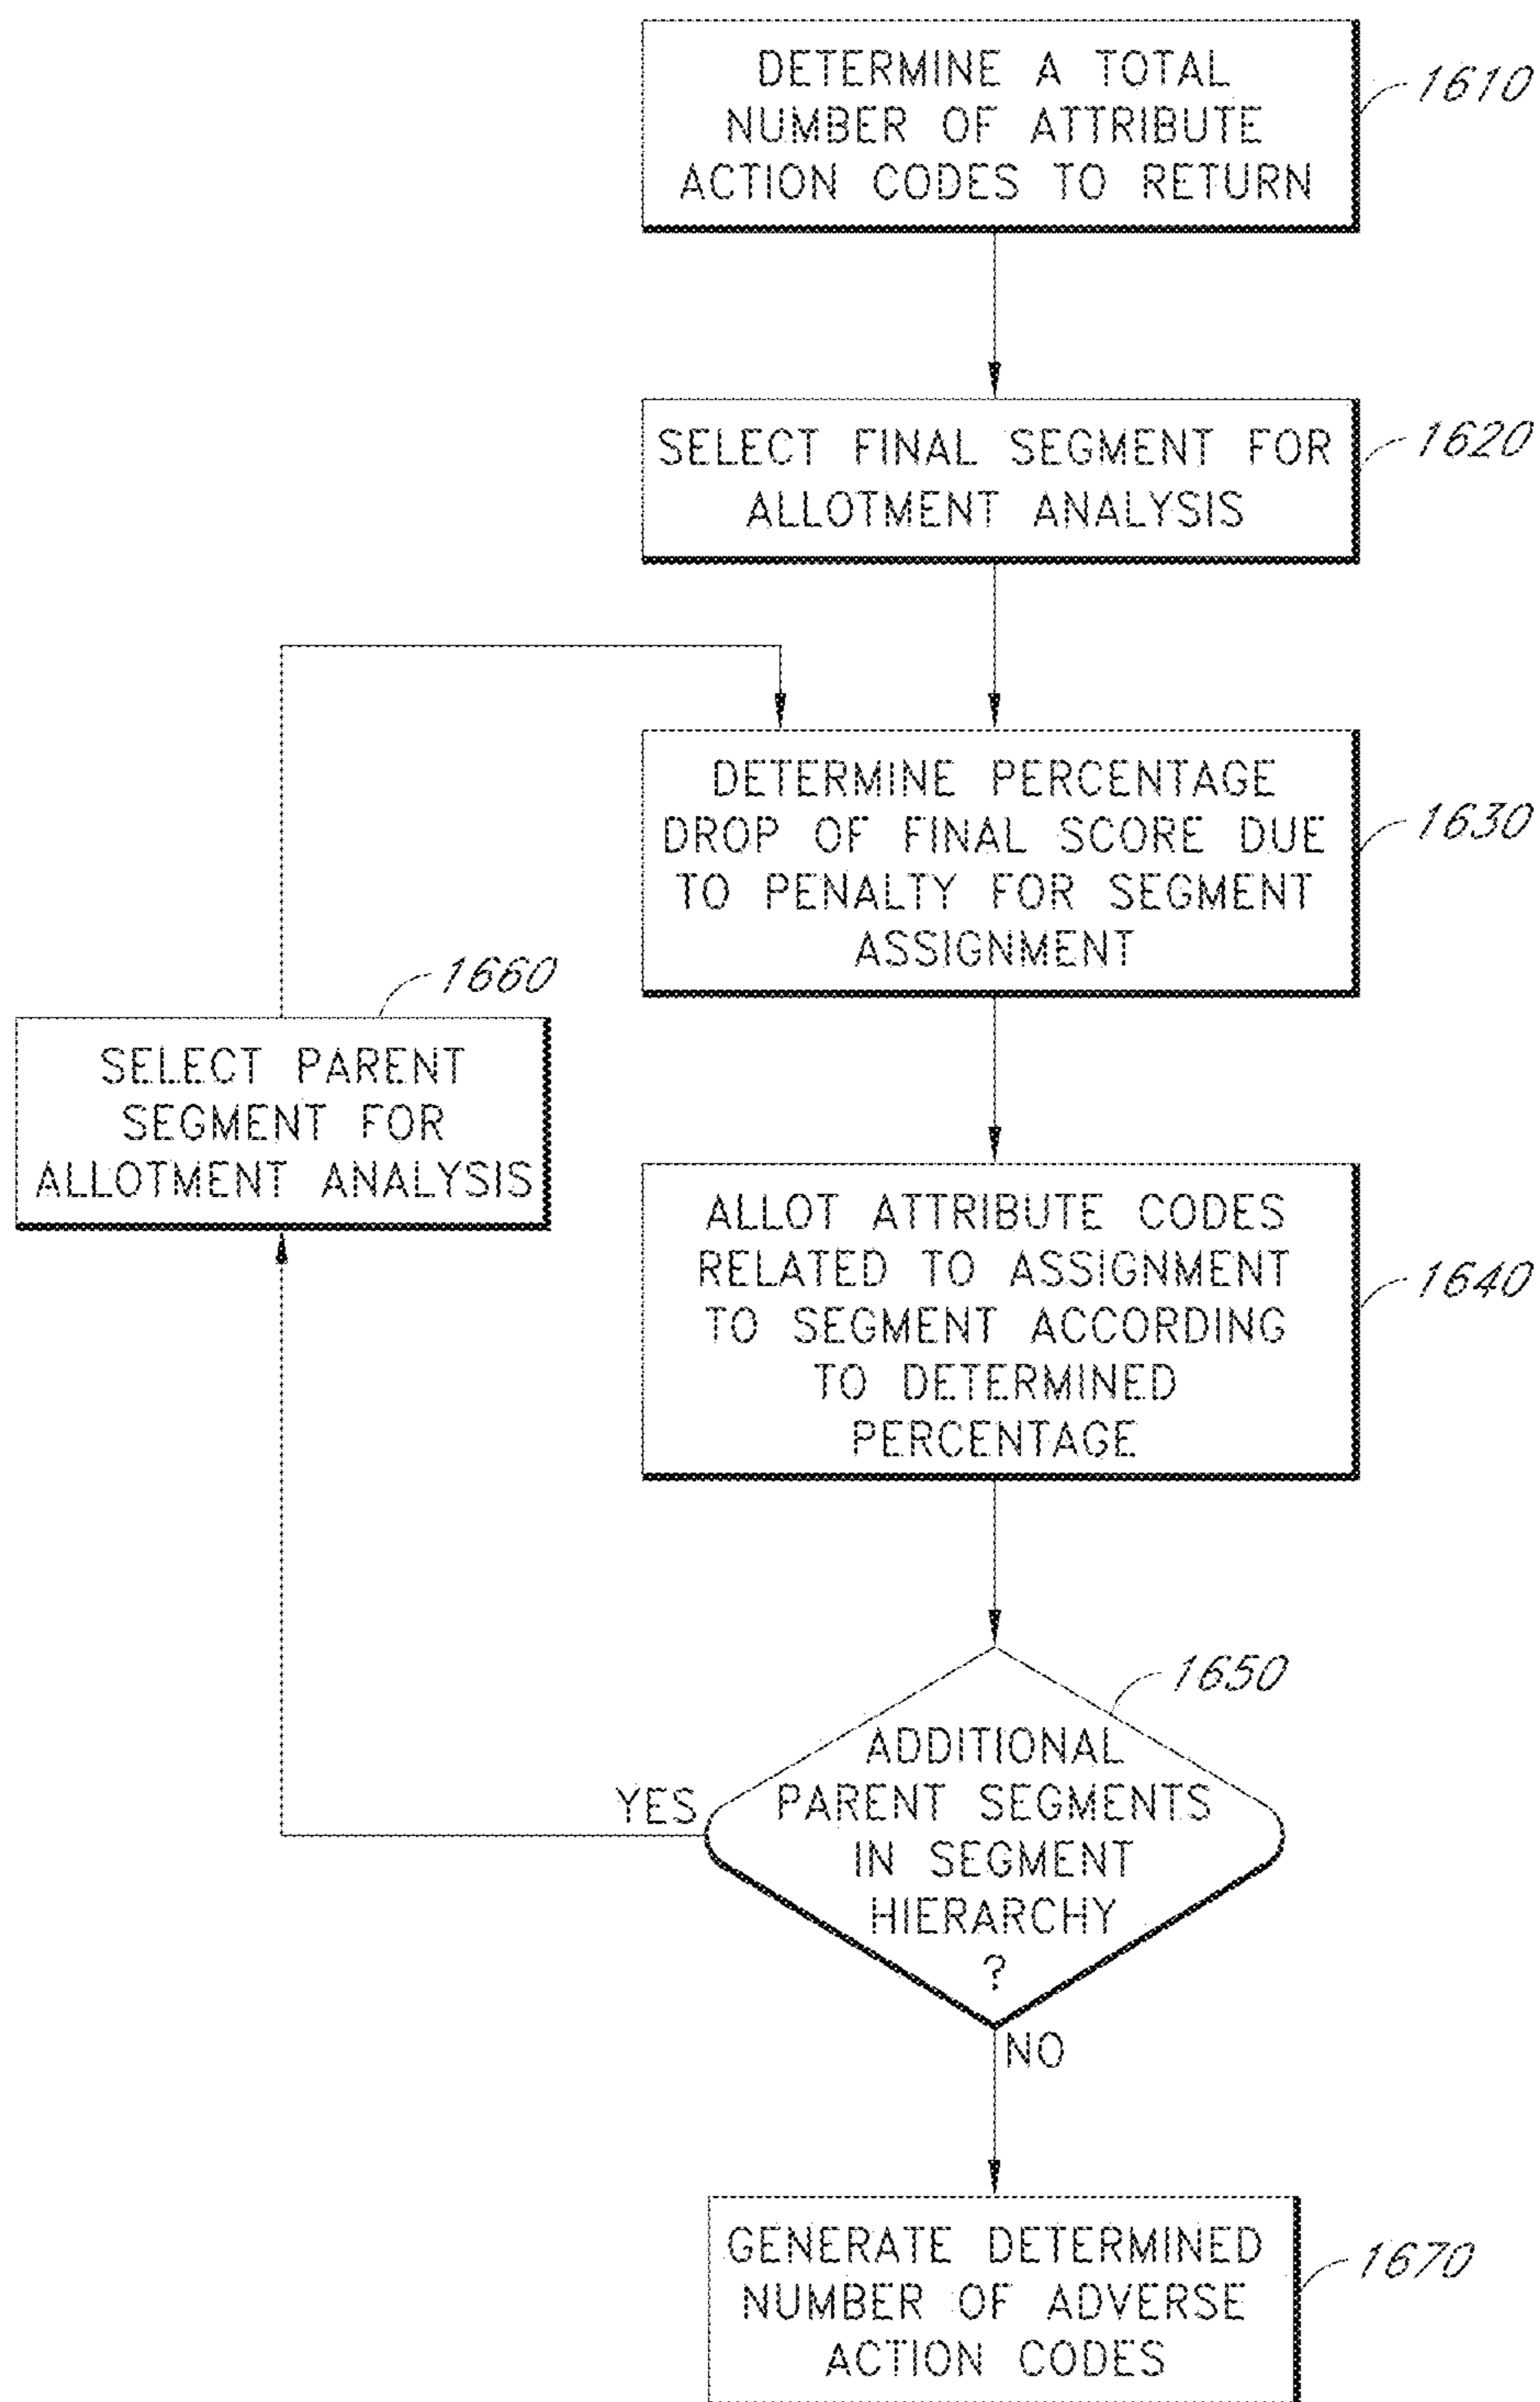 DETERMINE A TOTAL
NUMBER OF ATTRIBUTE
ACTION CODES TO RETURN
1610
SELECT FINAL SEGMENT FOR
ALLOTMENT ANALYSIS
1620
DETERMINE PERCENTAGE
DROP OF FINAL SCORE DUE
TO PENALTY FOR SEGMENT
ASSIGNMENT
1630
1660
SELECT PARENT
SEGMENT FOR
ALLOTMENT ANALYSIS
ALLOT ATTRIBUTE CODES
RELATED TO ASSIGNMENT
TO SEGMENT ACCORDING
TO DETERMINED
PERCENTAGE
1640
1650
ADDITIONAL
PARENT SEGMENTS
IN SEGMENT
HIERARCHY
?
YES
NO
GENERATE DETERMINED
NUMBER OF ADVERSE
ACTION CODES
1670